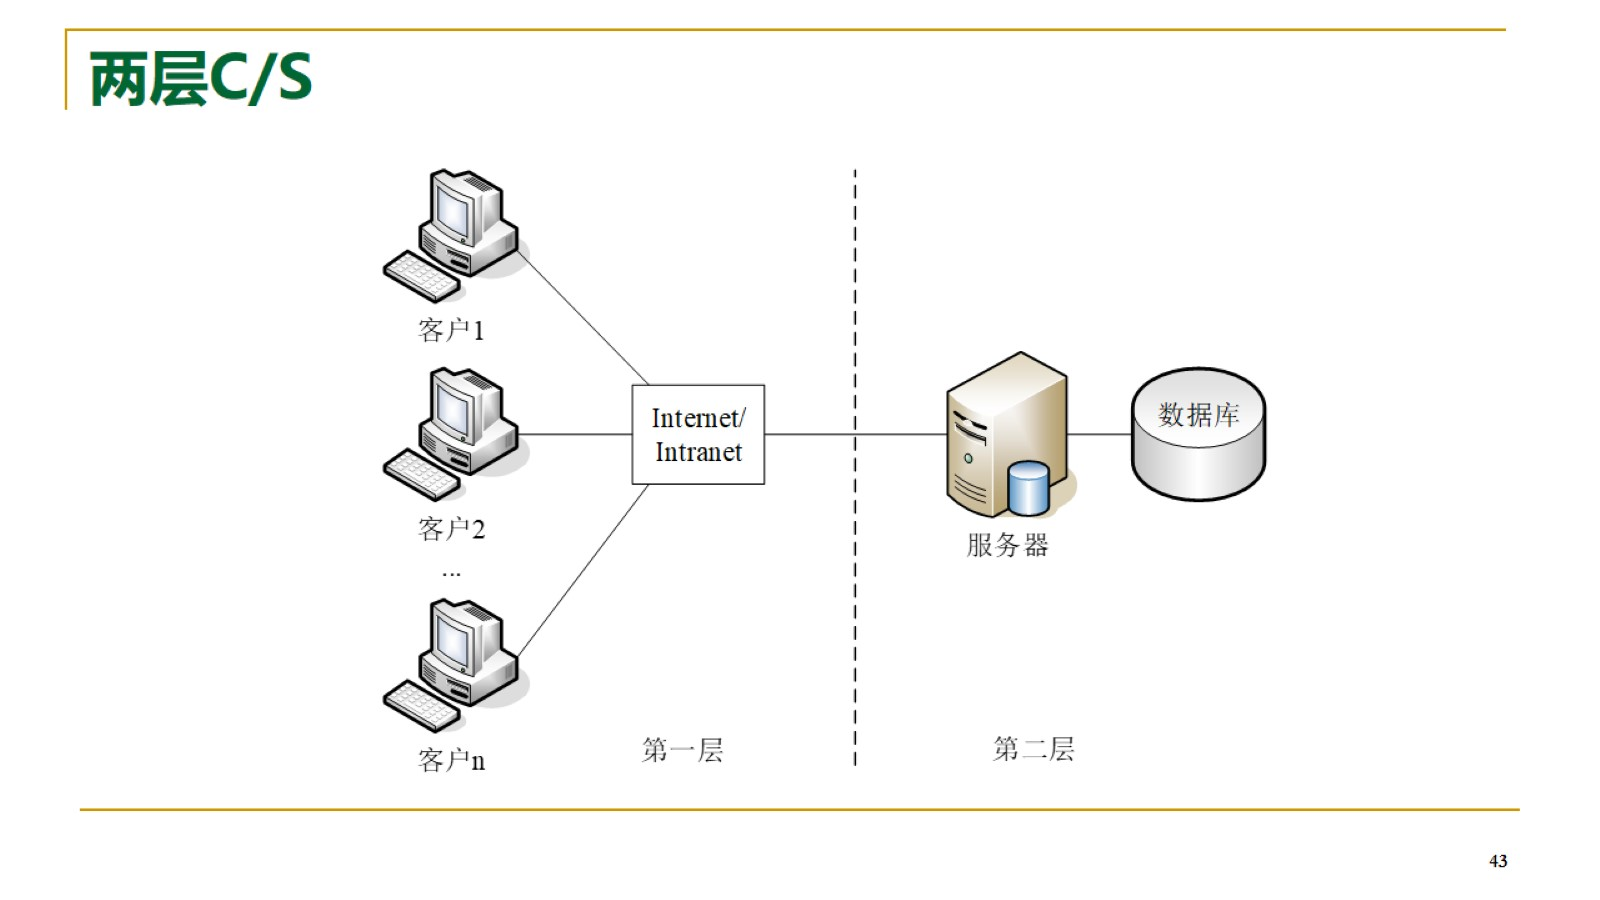 两层C/S
客户1
客户2
...
客户n
Internet/
Intranet
服务器
数据库
第一层
第二层
43